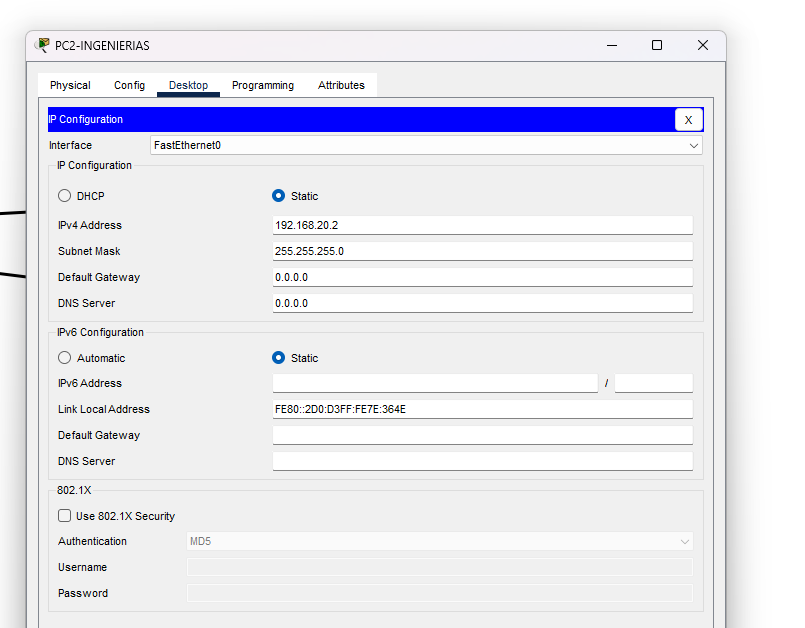 PC2-INGENIERIAS
Physical Config Desktop Programming Attributes
IP Configuration X
Interface FastEthernet0
IP Configuration
DHCP Static
IPv4 Address 192.168.20.2
Subnet Mask 255.255.255.0
Default Gateway 0.0.0.0
DNS Server 0.0.0.0
IPv6 Configuration
Automatic Static
IPv6 Address /
Link Local Address FE80::2D0:D3FF:FE7E:364E
Default Gateway
DNS Server
802.1X
Use 802.1X Security
Authentication MD5
Username
Password